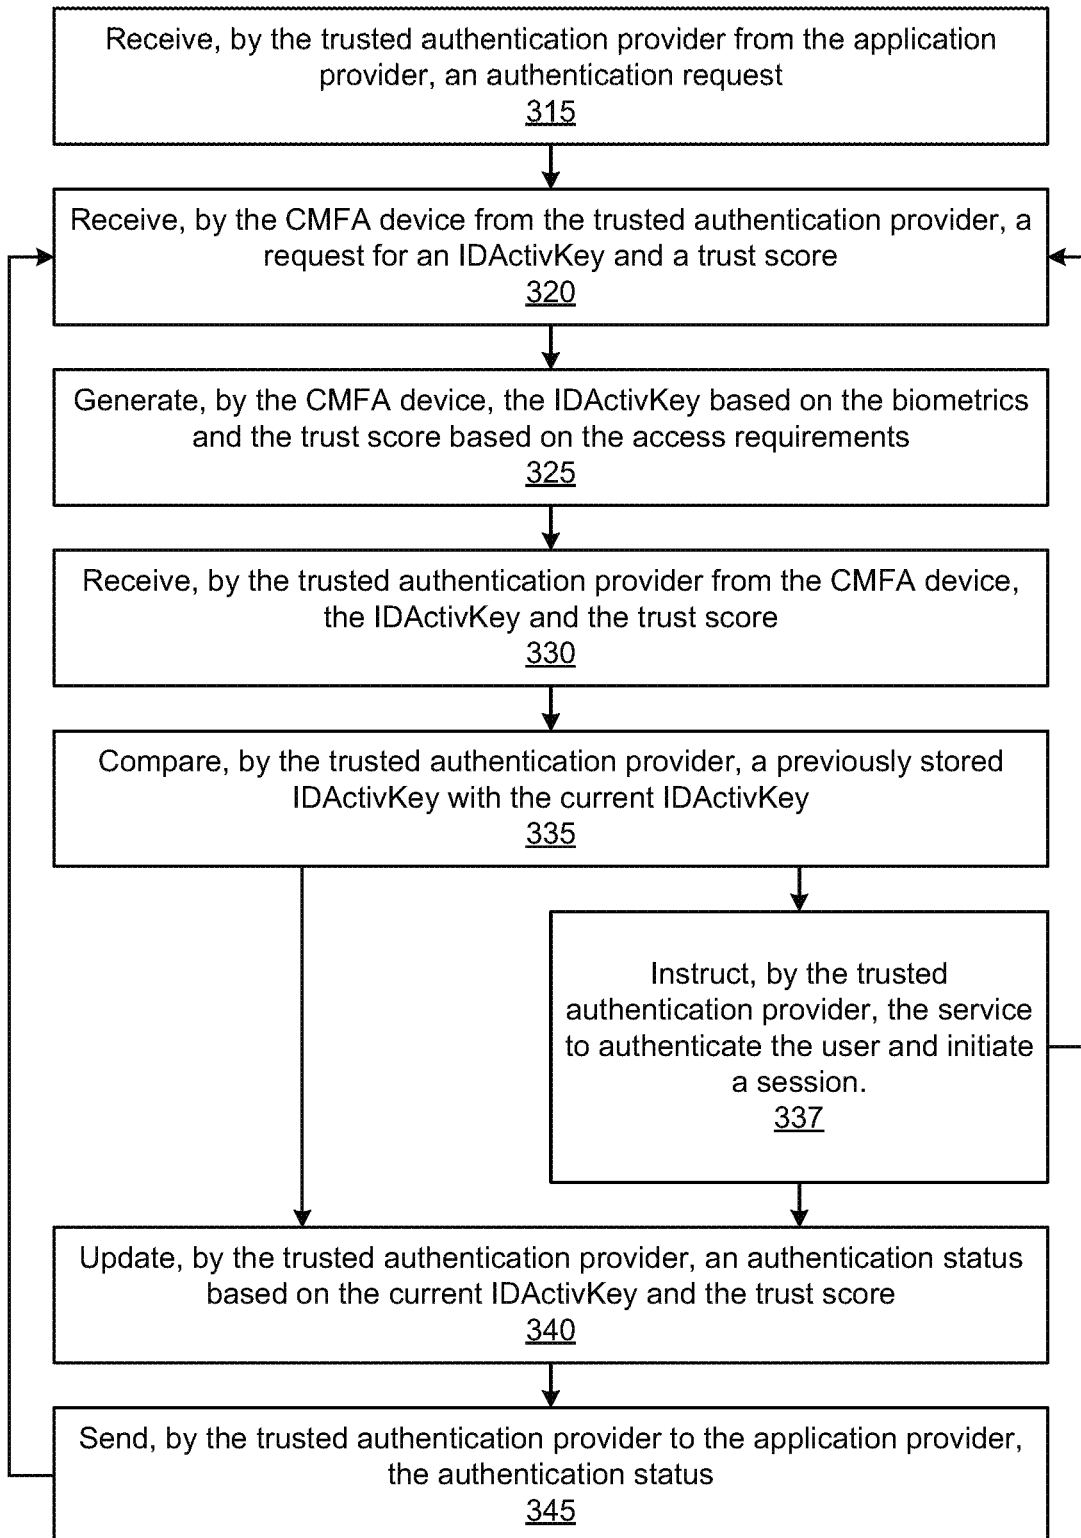 Receive, by the trusted authentication provider from the application
provider, an authentication request
315
Receive, by the CMFA device from the trusted authentication provider, a
request for an IDActivKey and a trust score
320
Generate, by the CMFA device, the IDActivKey based on the biometrics
and the trust score based on the access requirements
325
Receive, by the trusted authentication provider from the CMFA device,
the IDActivKey and the trust score
330
Compare, by the trusted authentication provider, a previously stored
IDActivKey with the current IDActivKey
335
Instruct, by the trusted
authentication provider, the service
to authenticate the user and initiate
a session.
337
Update, by the trusted authentication provider, an authentication status
based on the current IDActivKey and the trust score
340
Send, by the trusted authentication provider to the application provider,
the authentication status
345